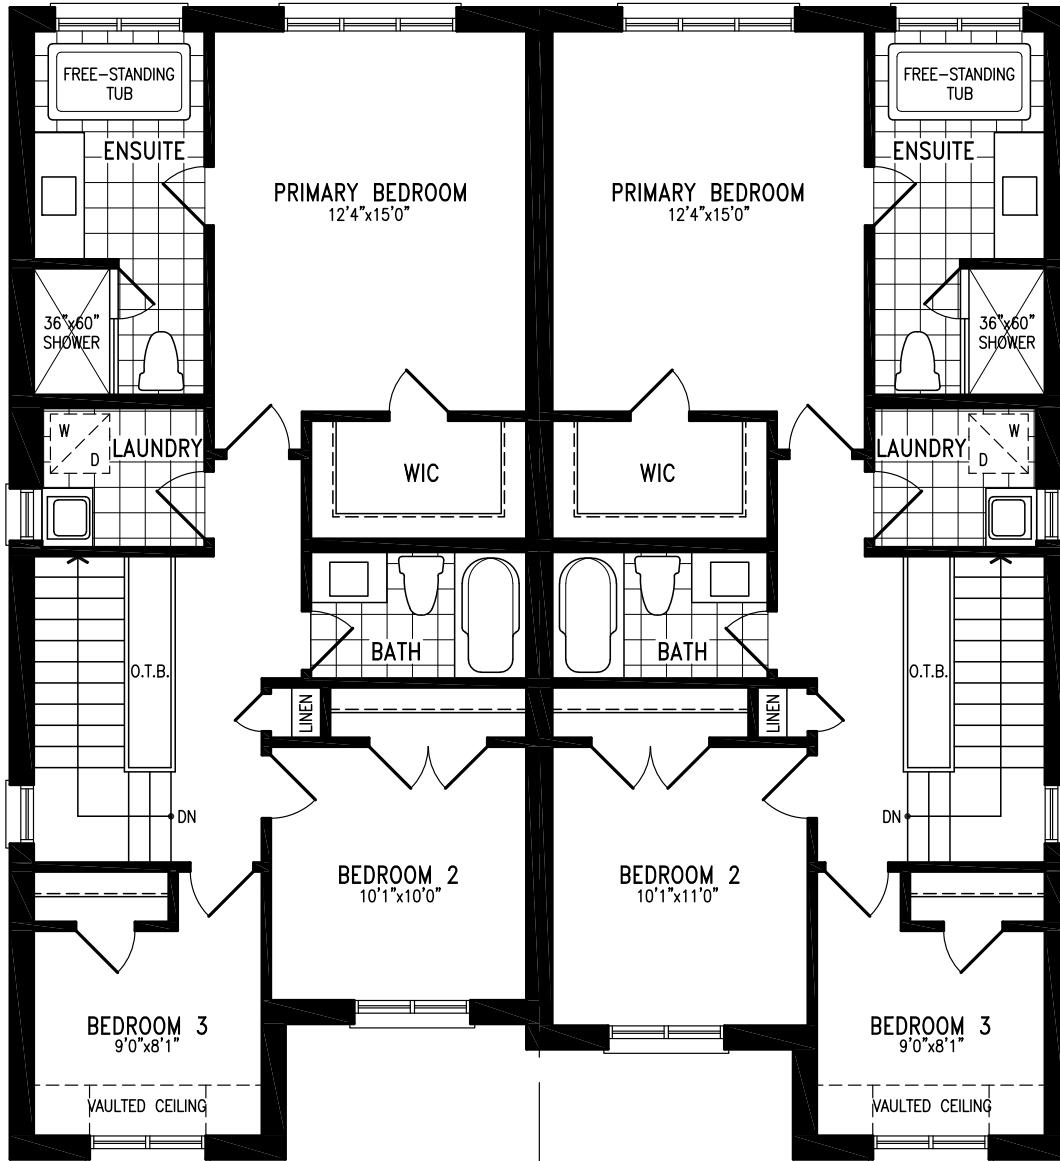 FREE-STANDING
TUB
ENSUITE
PRIMARY BEDROOM
12'4"x15'0"
36"x60"
SHOWER
W
D
LAUNDRY
WIC
BATH
O.T.B.
LINEN
DN
BEDROOM 2
10'1"x10'0"
BEDROOM 3
9'0"x8'1"
VAULTED CEILING
FREE-STANDING
TUB
ENSUITE
PRIMARY BEDROOM
12'4"x15'0"
36"x60"
SHOWER
LAUNDRY
W
D
WIC
BATH
O.T.B.
LINEN
DN
BEDROOM 2
10'1"x11'0"
BEDROOM 3
9'0"x8'1"
VAULTED CEILING